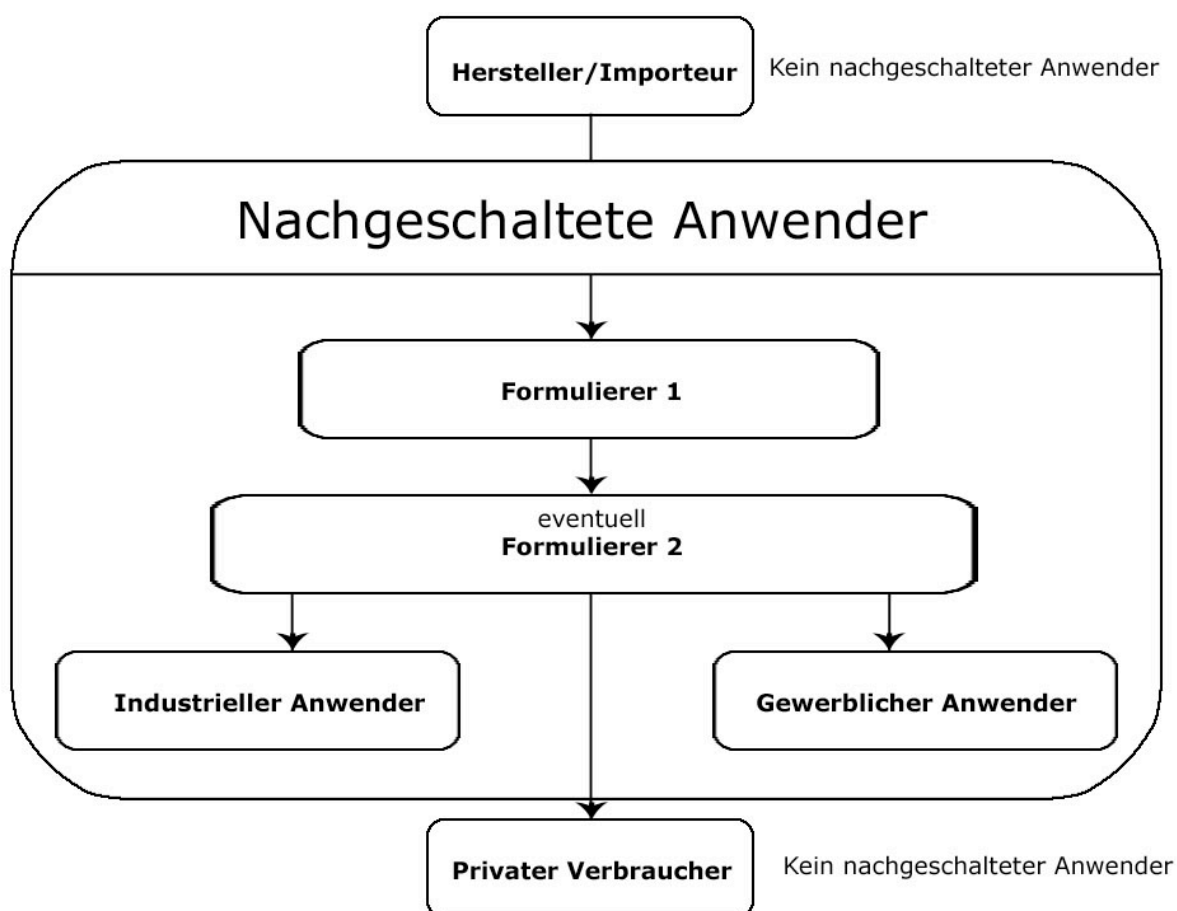 Hersteller/Importeur
Kein nachgeschalteter Anwender
Nachgeschaltete Anwender
Formulierer 1
eventuell
Formulierer 2
Industrieller Anwender
Gewerblicher Anwender
Privater Verbraucher
Kein nachgeschalteter Anwender